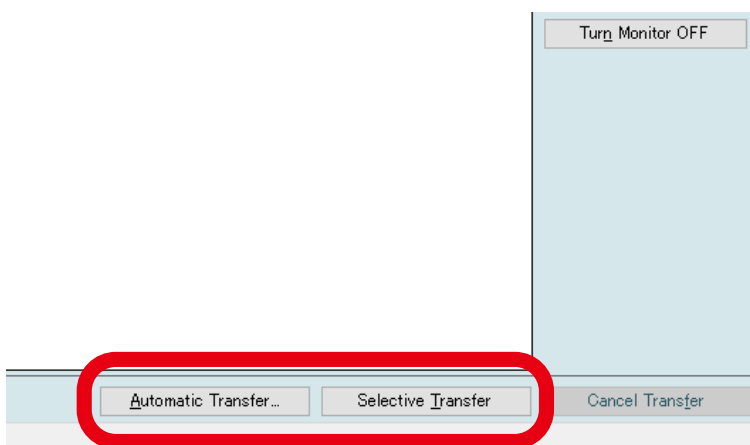 Turn Monitor OFF
Automatic Transfer...
Selective Transfer
Cancel Transfer